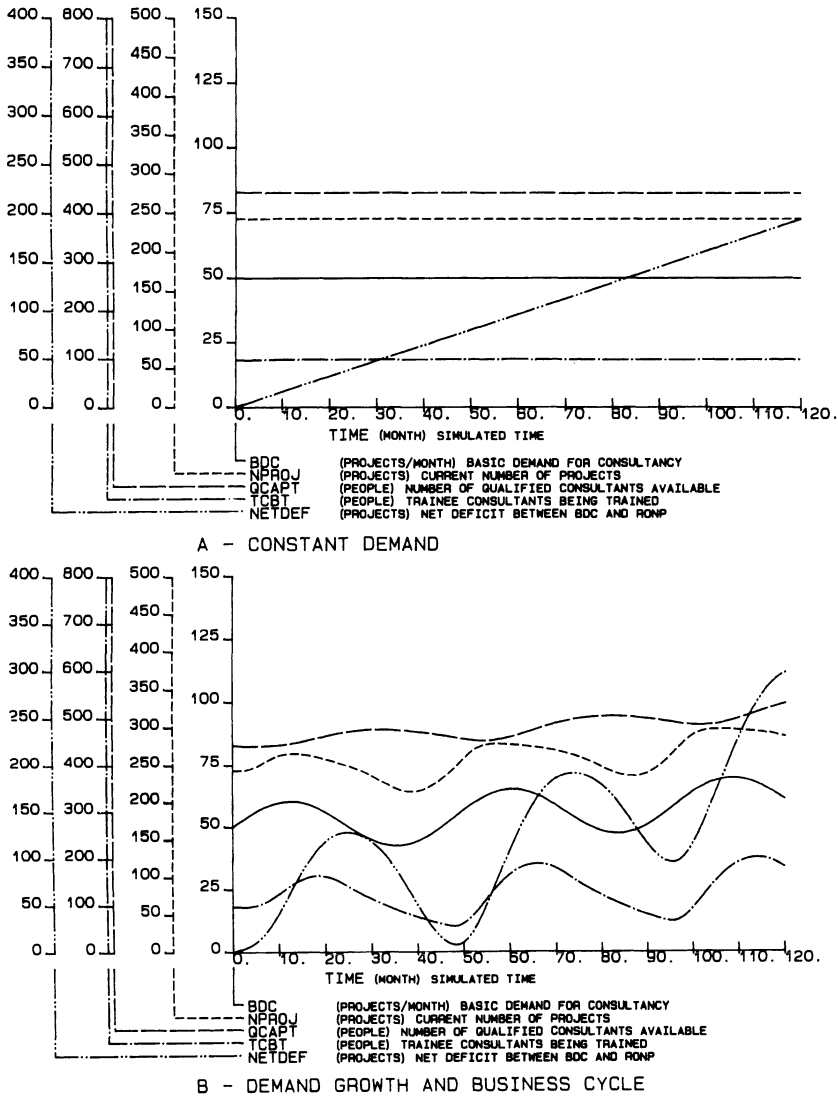 400 800 500 150
350 700 450 125
300 600 400
350 100
250 500 300
200 400 250 75
150 300 200
150 50
100 200 100 25
50 100 50
0 0 0 0
0. 10. 20. 30. 40. 50. 60. 70. 80. 90. 100. 110. 120.
TIME (MONTH) SIMULATED TIME
BDC (PROJECTS/MONTH) BASIC DEMAND FOR CONSULTANCY
NPROJ (PROJECTS) CURRENT NUMBER OF PROJECTS
QCAPT (PEOPLE) NUMBER OF QUALIFIED CONSULTANTS AVAILABLE
TCBT (PEOPLE) TRAINEE CONSULTANTS BEING TRAINED
NETDEF (PROJECTS) NET DEFICIT BETWEEN BDC AND RONP
A - CONSTANT DEMAND
400 800 500 150
350 700 450 125
300 600 400
350 100
250 500 300
200 400 250 75
150 300 200
150 50
100 200 100 25
50 100 50
0 0 0 0
0. 10. 20. 30. 40. 50. 60. 70. 80. 90. 100. 110. 120.
TIME (MONTH) SIMULATED TIME
BDC (PROJECTS/MONTH) BASIC DEMAND FOR CONSULTANCY
NPROJ (PROJECTS) CURRENT NUMBER OF PROJECTS
QCAPT (PEOPLE) NUMBER OF QUALIFIED CONSULTANTS AVAILABLE
TCBT (PEOPLE) TRAINEE CONSULTANTS BEING TRAINED
NETDEF (PROJECTS) NET DEFICIT BETWEEN BDC AND RONP
B - DEMAND GROWTH AND BUSINESS CYCLE